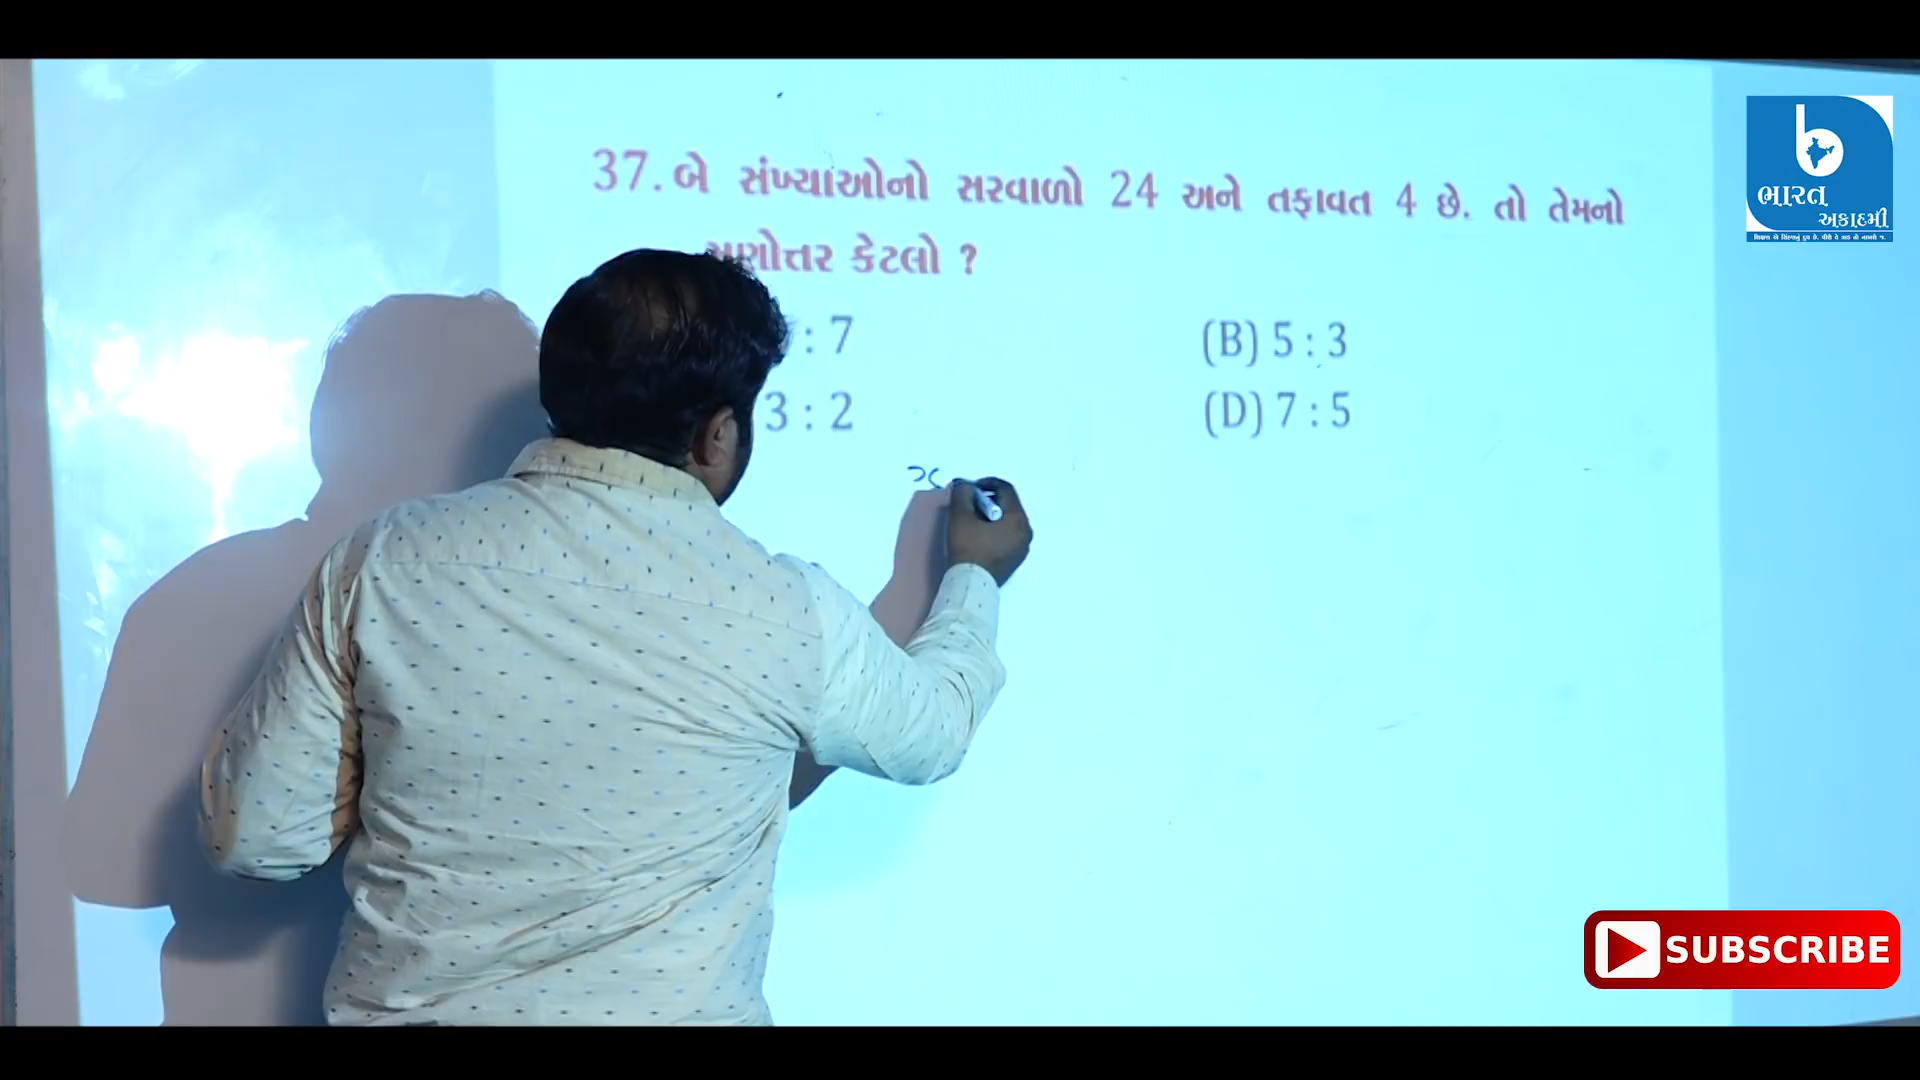 37. બે સંખ્યાઓનો સરવાળો 24 અને તફાવત 4 છે. તો તેમનો
કેટલો ?
: 7
(B) 5 : 3
3 : 2
(D) 7 : 5
ભારત
અકાદમી
SUBSCRIBE